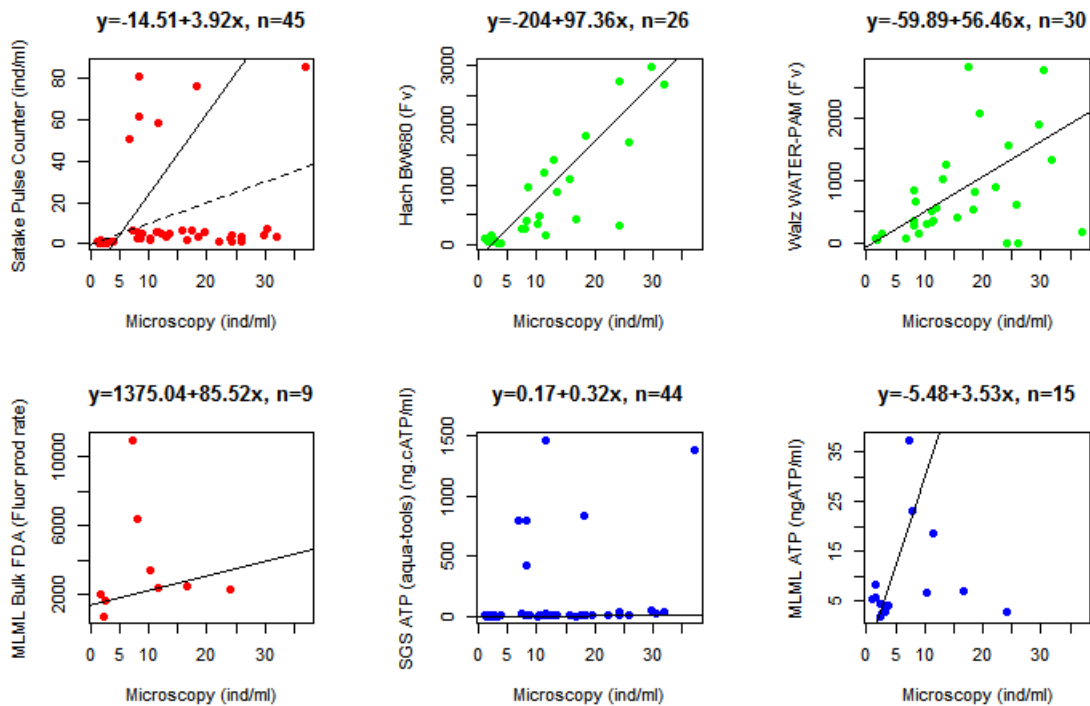 y=-14.51+3.92x, n=45
Satake Pulse Counter (ind/ml)
0 20 40 60 80
0 5 10 20 30
Microscopy (ind/ml)
y=-204+97.36x, n=26
Hach BW680 (Fv)
0 1000 2000 3000
0 5 10 20 30
Microscopy (ind/ml)
y=-59.89+56.46x, n=30
Walz WATER-PAM (Fv)
0 1000 2000
0 5 10 20 30
Microscopy (ind/ml)
y=1375.04+85.52x, n=9
MLML Bulk FDA (Fluor prod rate)
2000 6000 10000
0 5 10 20 30
Microscopy (ind/ml)
y=0.17+0.32x, n=44
SGS ATP (aqua-tools) (ng.cATP/ml)
0 500 1000 1500
0 5 10 20 30
Microscopy (ind/ml)
y=-5.48+3.53x, n=15
MLML ATP (ngATP/ml)
5 15 25 35
0 5 10 20 30
Microscopy (ind/ml)